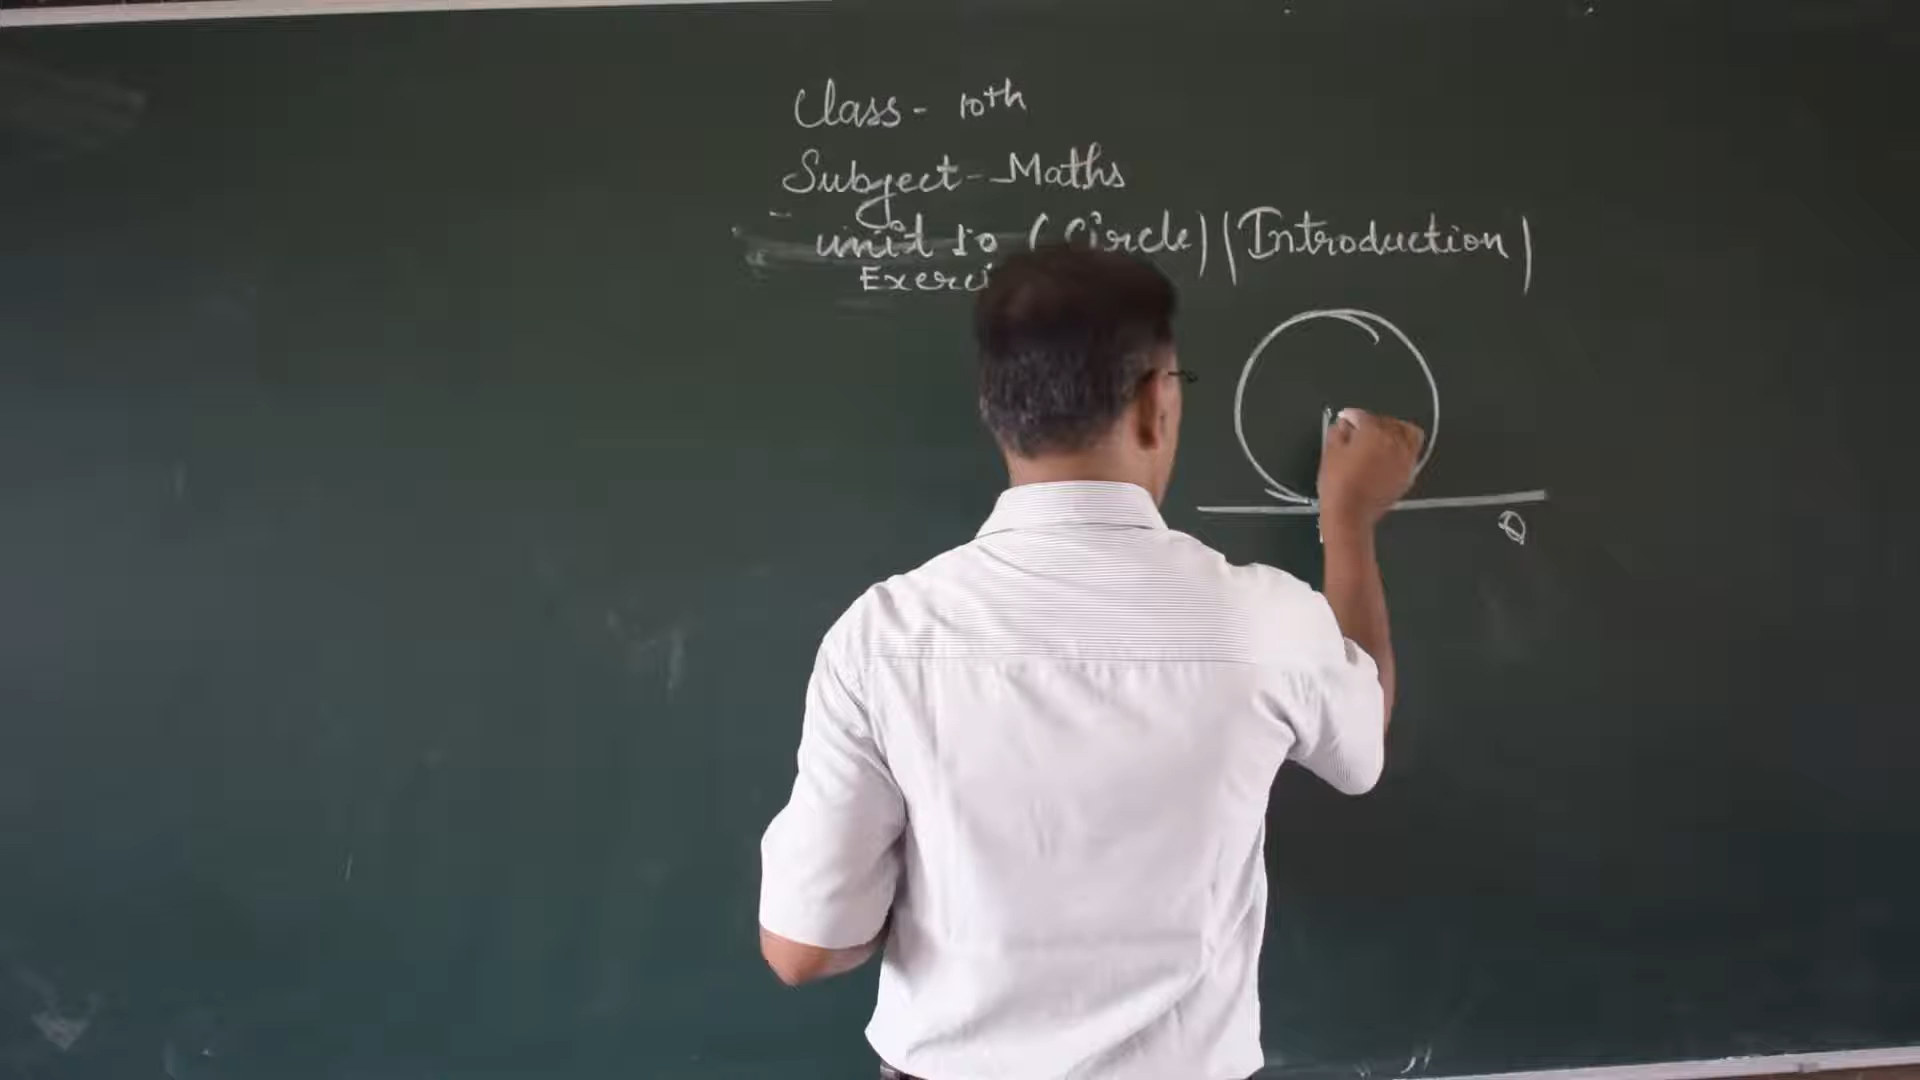 Class - 10th
Subject - Maths
unit 10 (Circle) (Introduction)
Q